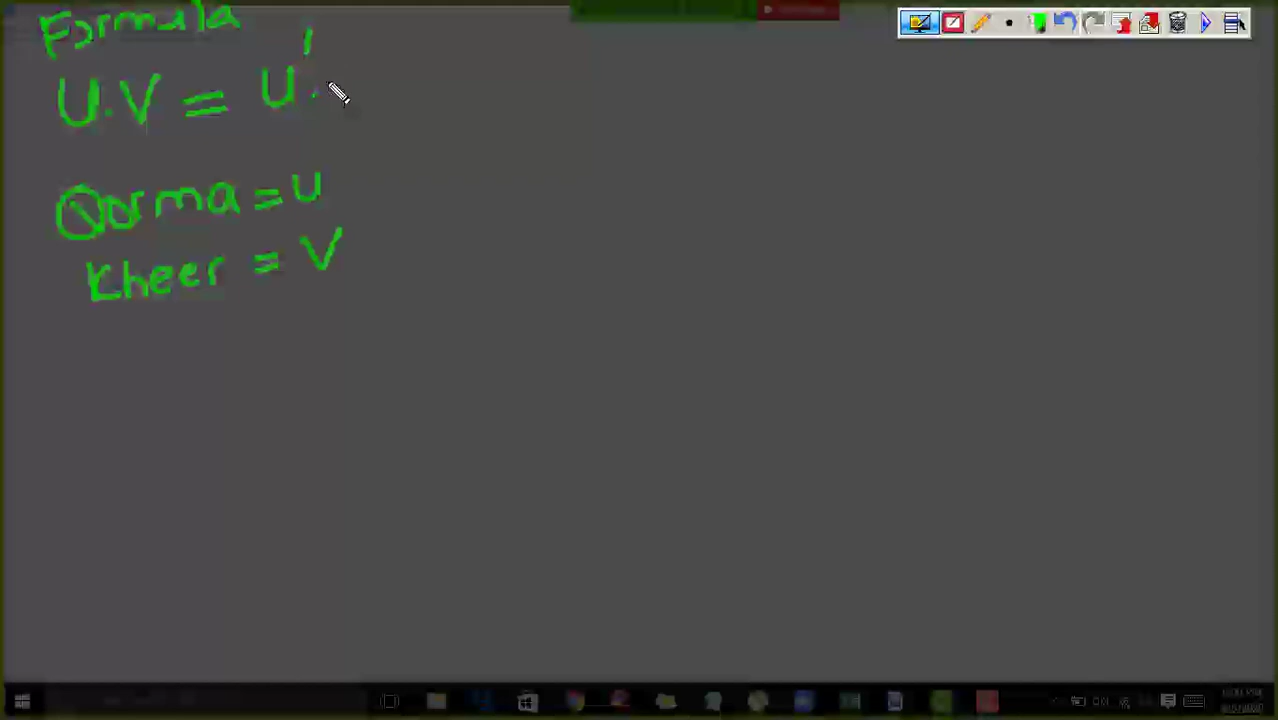 Formula
U.V = U'.
Qorma = U
Kheer = V